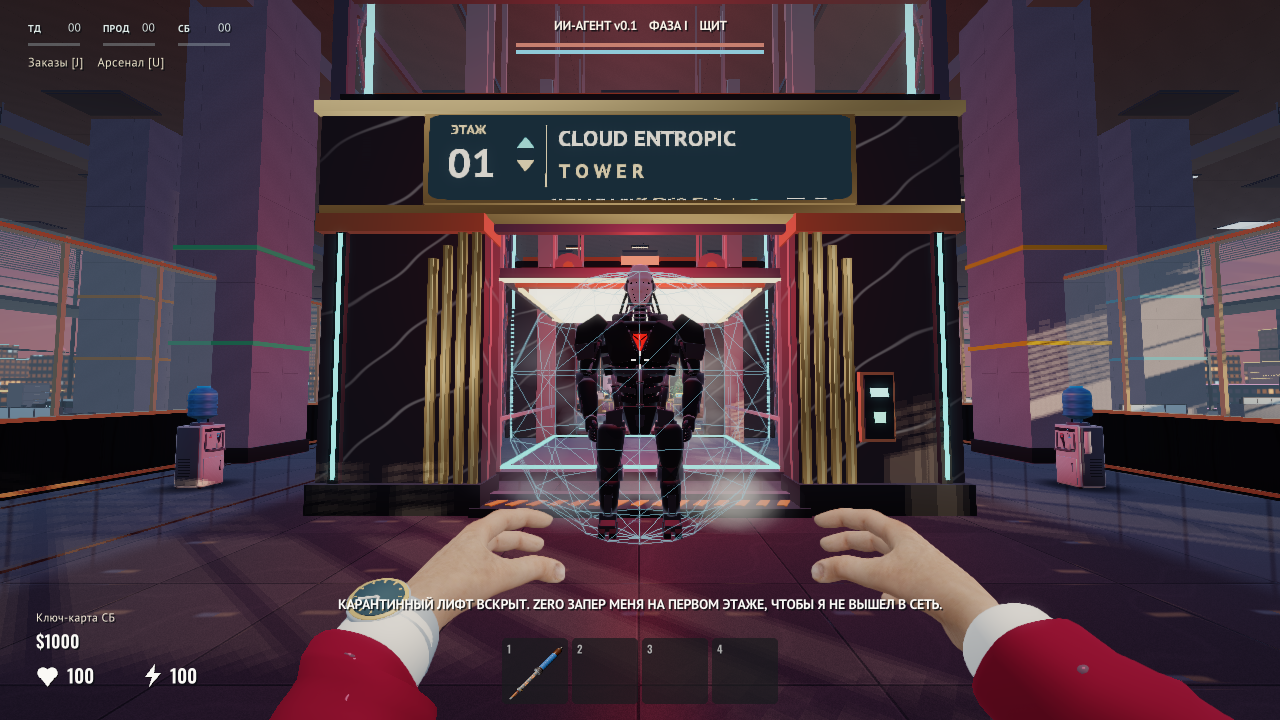 ТД 00 ПРОД 00 СБ 00
Заказы [J] Арсенал [U]
ИИ-АГЕНТ v0.1 ФАЗА I ЩИТ
ЭТАЖ
01
CLOUD ENTROPIC
TOWER
КАРАНТИННЫЙ ЛИФТ ВСКРЫТ. ZERO ЗАПЕР МЕНЯ НА ПЕРВОМ ЭТАЖЕ, ЧТОБЫ Я НЕ ВЫШЕЛ В СЕТЬ.
Ключ-карта СБ
$1000
100 100
1 2 3 4